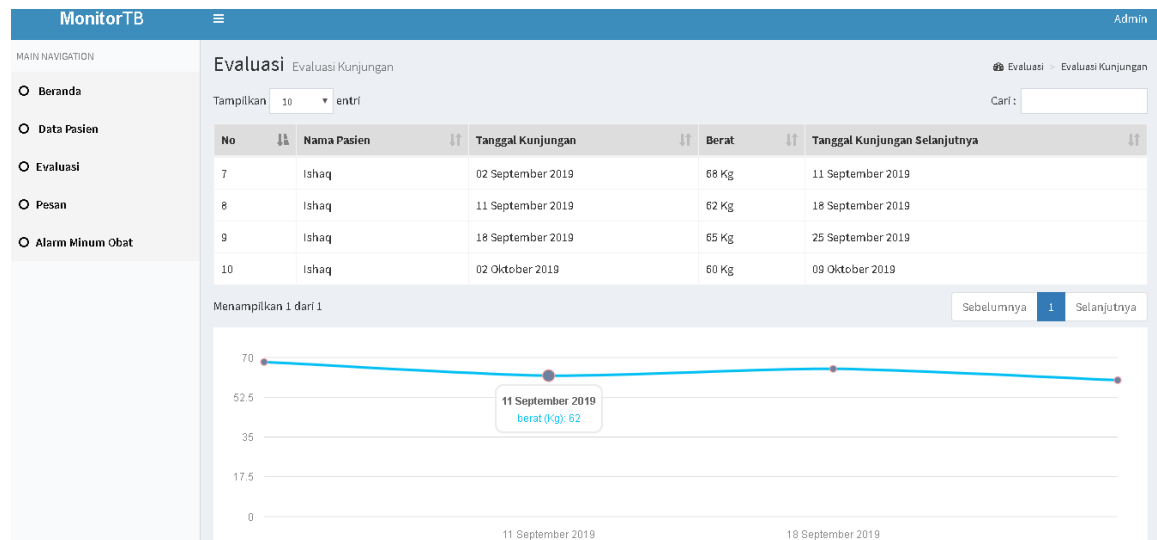 MonitorTB
Admin
MAIN NAVIGATION
Beranda
Data Pasien
Evaluasi
Pesan
Alarm Minum Obat
Evaluasi Evaluasi Kunjungan
Evaluasi > Evaluasi Kunjungan
Tampilkan 10 entri
Cari :
No Nama Pasien Tanggal Kunjungan Berat Tanggal Kunjungan Selanjutnya
7 Ishaq 02 September 2019 68 Kg 11 September 2019
8 Ishaq 11 September 2019 62 Kg 18 September 2019
9 Ishaq 18 September 2019 65 Kg 25 September 2019
10 Ishaq 02 Oktober 2019 60 Kg 09 Oktober 2019
Menampilkan 1 dari 1
Sebelumnya 1 Selanjutnya
70
52.5
35
17.5
0
11 September 2019
berat (Kg): 62
11 September 2019 18 September 2019